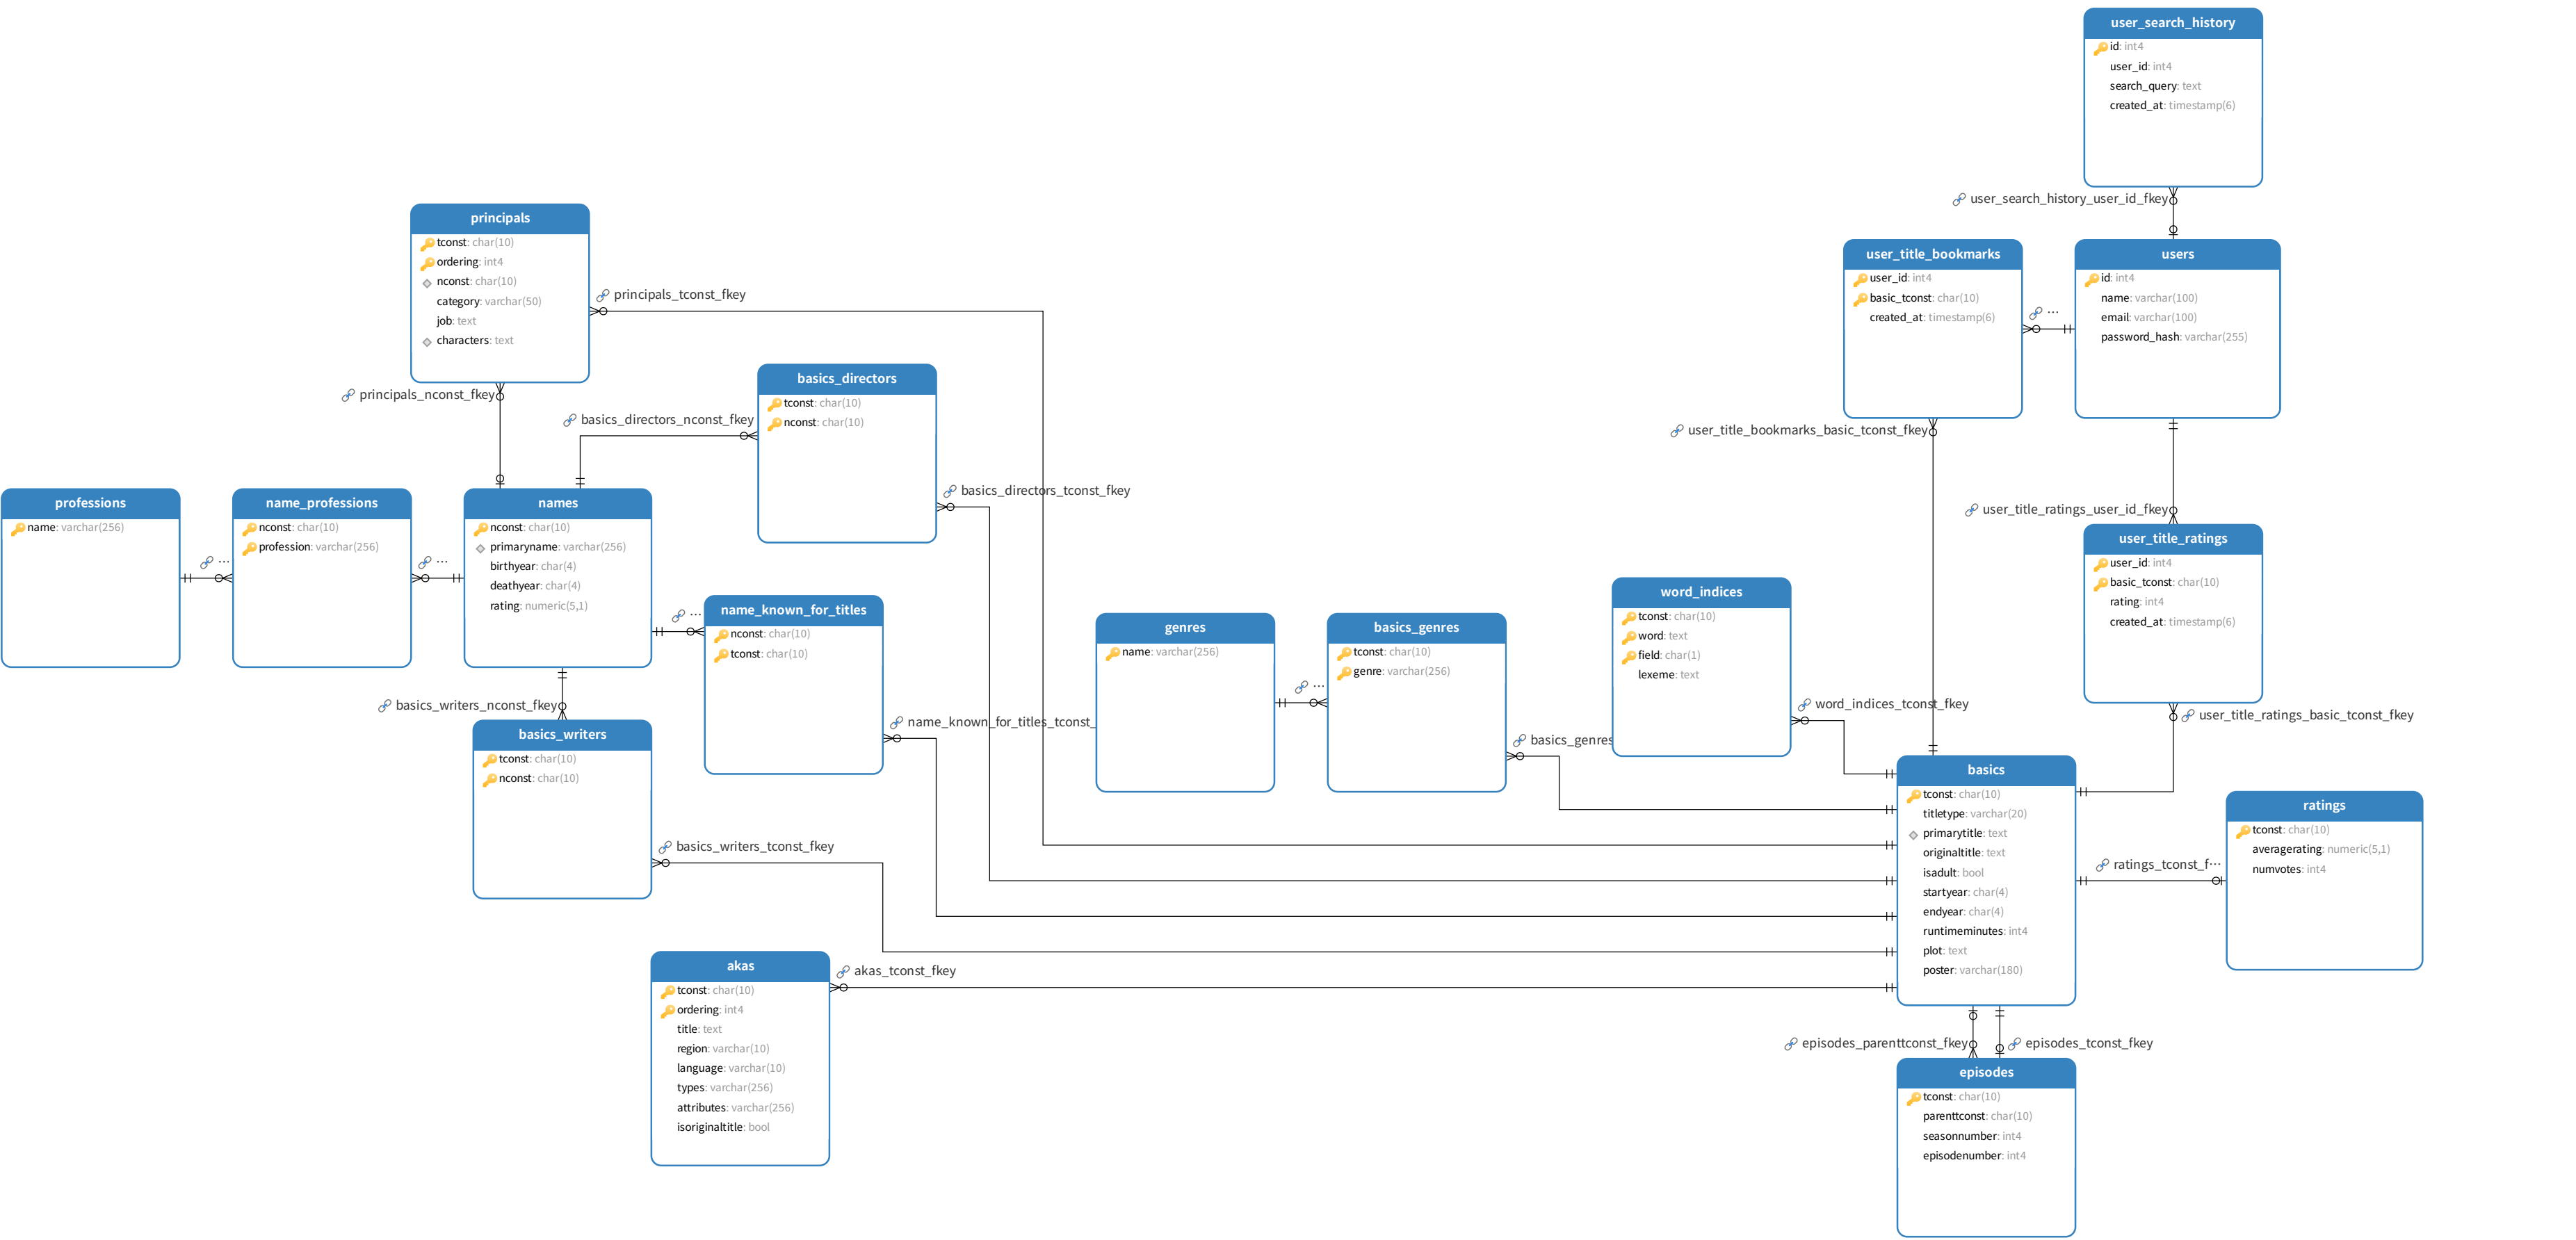 user_search_history
id: int4
user_id: int4
search_query: text
created_at: timestamp(6)
user_search_history_user_id_fkey
principals
tconst: char(10)
ordering: int4
nconst: char(10)
category: varchar(50)
job: text
characters: text
principals_tconst_fkey
principals_nconst_fkey
user_title_bookmarks
user_id: int4
basic_tconst: char(10)
created_at: timestamp(6)
...
users
id: int4
name: varchar(100)
email: varchar(100)
password_hash: varchar(255)
basics_directors
tconst: char(10)
nconst: char(10)
basics_directors_nconst_fkey
basics_directors_tconst_fkey
user_title_bookmarks_basic_tconst_fkey
user_title_ratings_user_id_fkey
professions
name: varchar(256)
...
name_professions
nconst: char(10)
profession: varchar(256)
...
names
nconst: char(10)
primaryname: varchar(256)
birthyear: char(4)
deathyear: char(4)
rating: numeric(5,1)
...
name_known_for_titles
nconst: char(10)
tconst: char(10)
name_known_for_titles_tconst_
genres
name: varchar(256)
...
basics_genres
tconst: char(10)
genre: varchar(256)
basics_genres
word_indices
tconst: char(10)
word: text
field: char(1)
lexeme: text
word_indices_tconst_fkey
user_title_ratings
user_id: int4
basic_tconst: char(10)
rating: int4
created_at: timestamp(6)
user_title_ratings_basic_tconst_fkey
basics_writers_nconst_fkey
basics_writers
tconst: char(10)
nconst: char(10)
basics_writers_tconst_fkey
basics
tconst: char(10)
titletype: varchar(20)
primarytitle: text
originaltitle: text
isadult: bool
startyear: char(4)
endyear: char(4)
runtimeminutes: int4
plot: text
poster: varchar(180)
ratings_tconst_f...
ratings
tconst: char(10)
averagerating: numeric(5,1)
numvotes: int4
akas
tconst: char(10)
ordering: int4
title: text
region: varchar(10)
language: varchar(10)
types: varchar(256)
attributes: varchar(256)
isoriginaltitle: bool
akas_tconst_fkey
episodes_parenttconst_fkey
episodes_tconst_fkey
episodes
tconst: char(10)
parenttconst: char(10)
seasonnumber: int4
episodenumber: int4